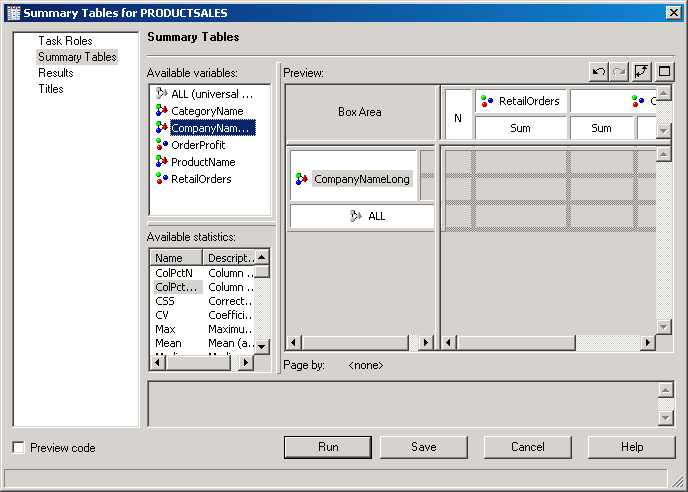 Summary Tables for PRODUCTSALES
Task Roles
Summary Tables
Results
Titles
Summary Tables
Available variables:
ALL (universal ...
CategoryName
CompanyNam...
OrderProfit
ProductName
RetailOrders
Available statistics:
Name Descript...
ColPctN Column ...
ColPct... Column ...
CSS Correct...
CV Coeffici...
Max Maximu...
Mean Mean (a...
Preview:
Box Area
N
RetailOrders
Sum Sum
CompanyNameLong
ALL
Page by: <none>
Preview code
Run Save Cancel Help